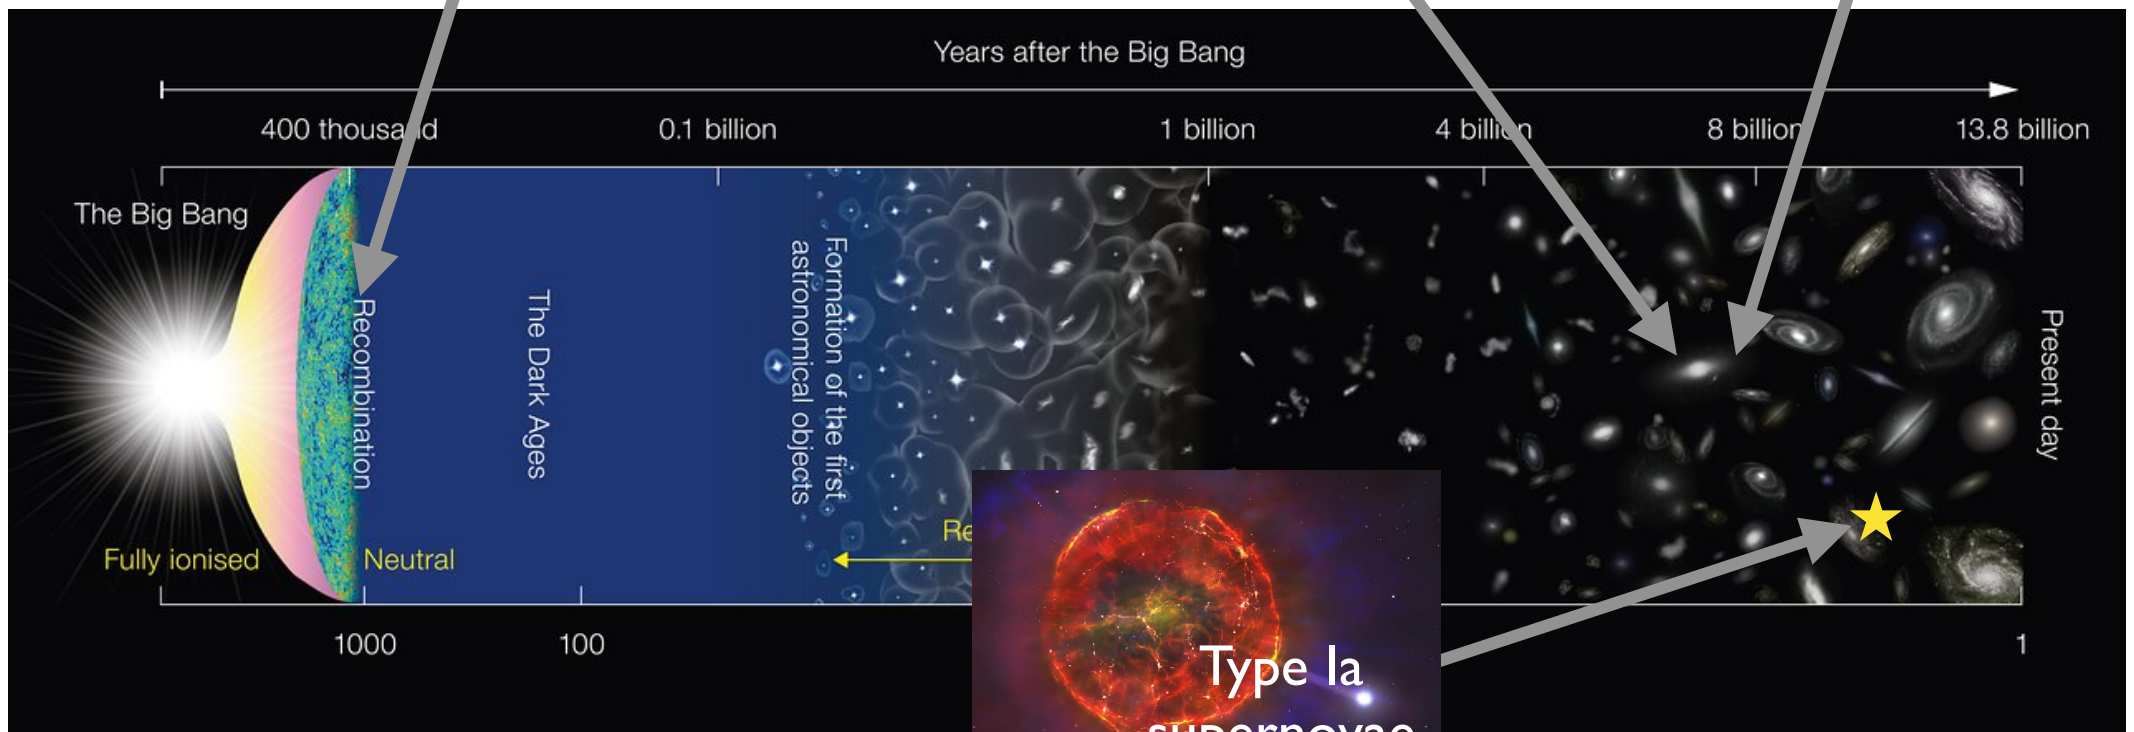 Years after the Big Bang
400 thousand 0.1 billion 1 billion 4 billion 8 billion 13.8 billion
The Big Bang
Recombination
The Dark Ages
Formation of the first
astronomical objects
Present day
Fully ionised Neutral
Re
1000 100 1
Type Ia
supernovae